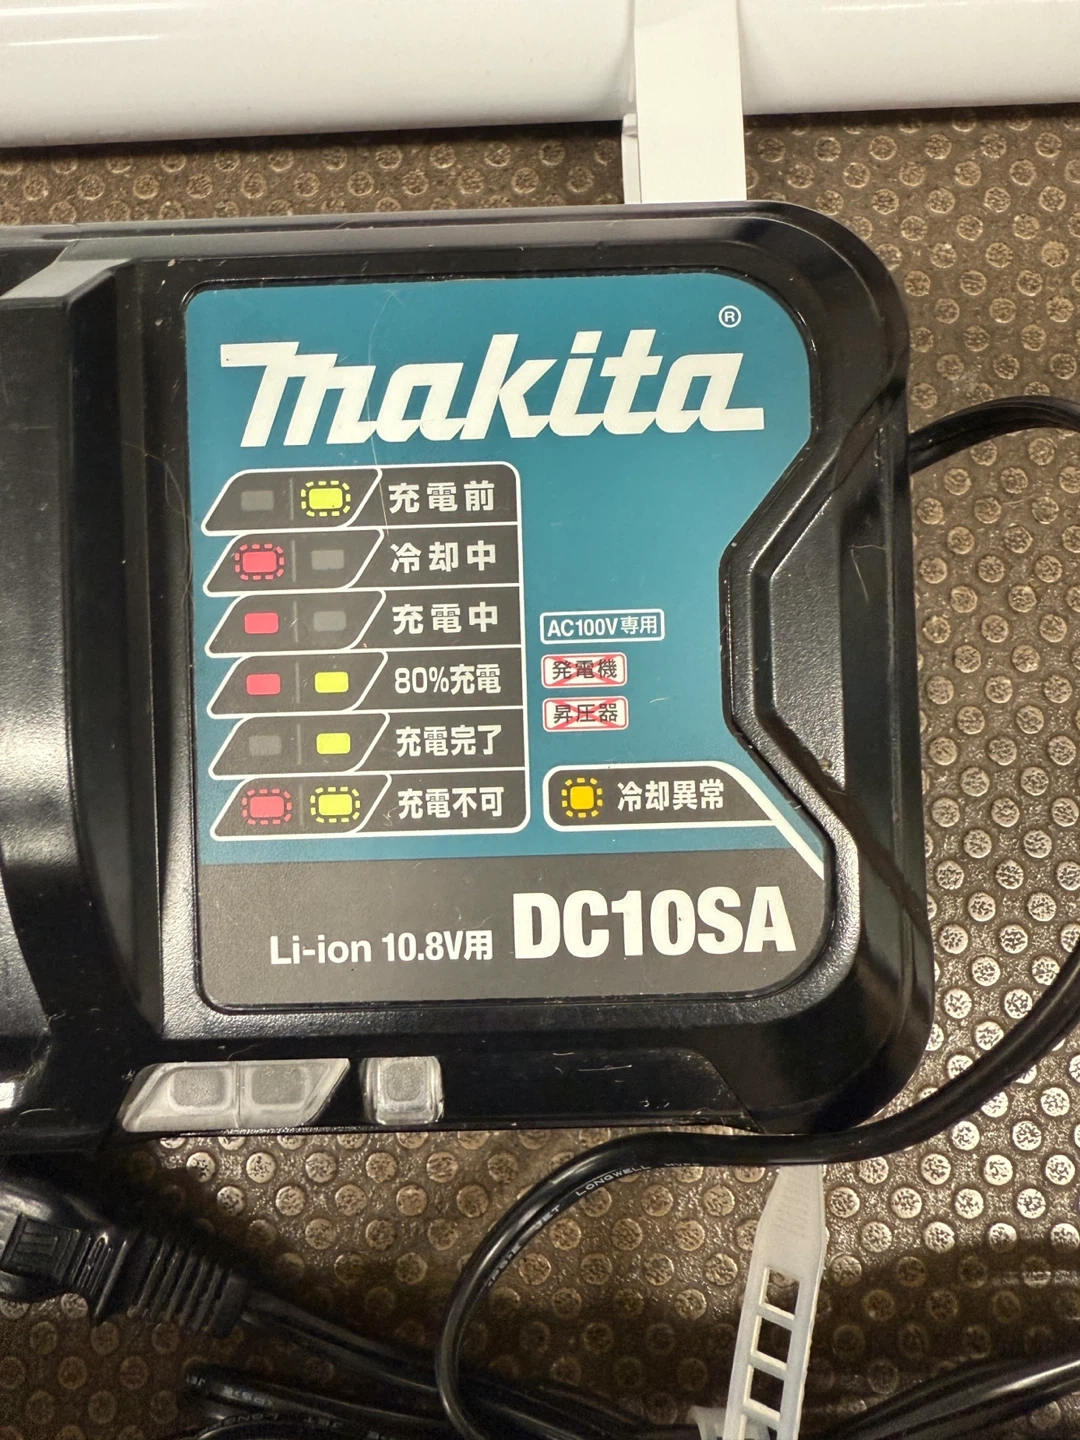 makita®
充電前
冷却中
充電中
80%充電
充電完了
充電不可
AC100V専用
発電機
昇圧器
冷却異常
Li-ion 10.8V用 DC10SA
LONGWELL